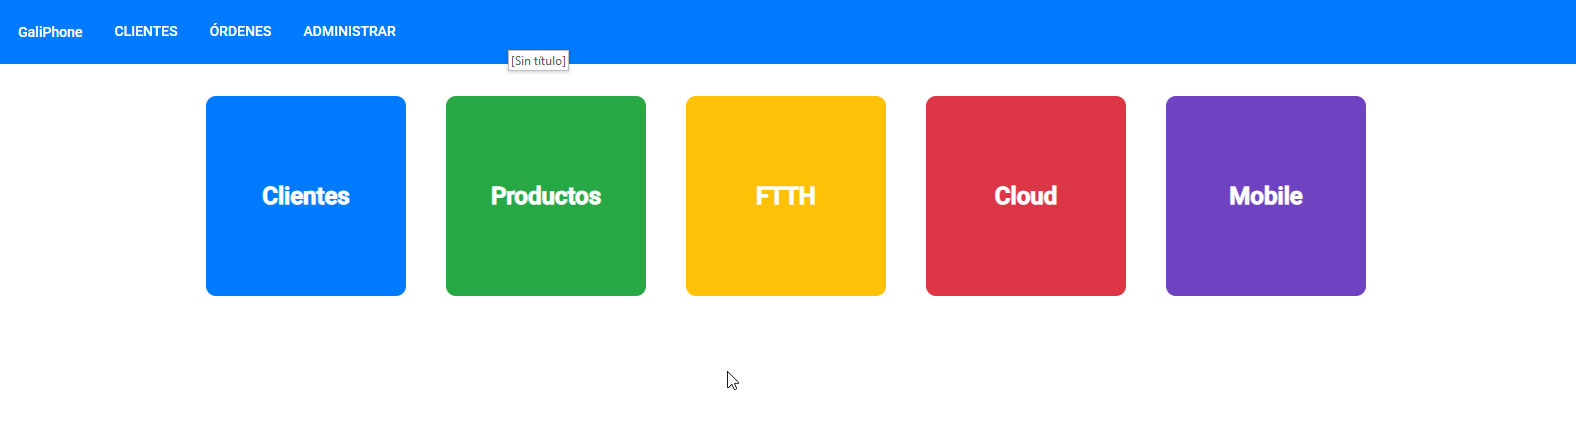 GaliPhone CLIENTES ÓRDENES ADMINISTRAR
[Sin título]
Clientes Productos FTTH Cloud Mobile